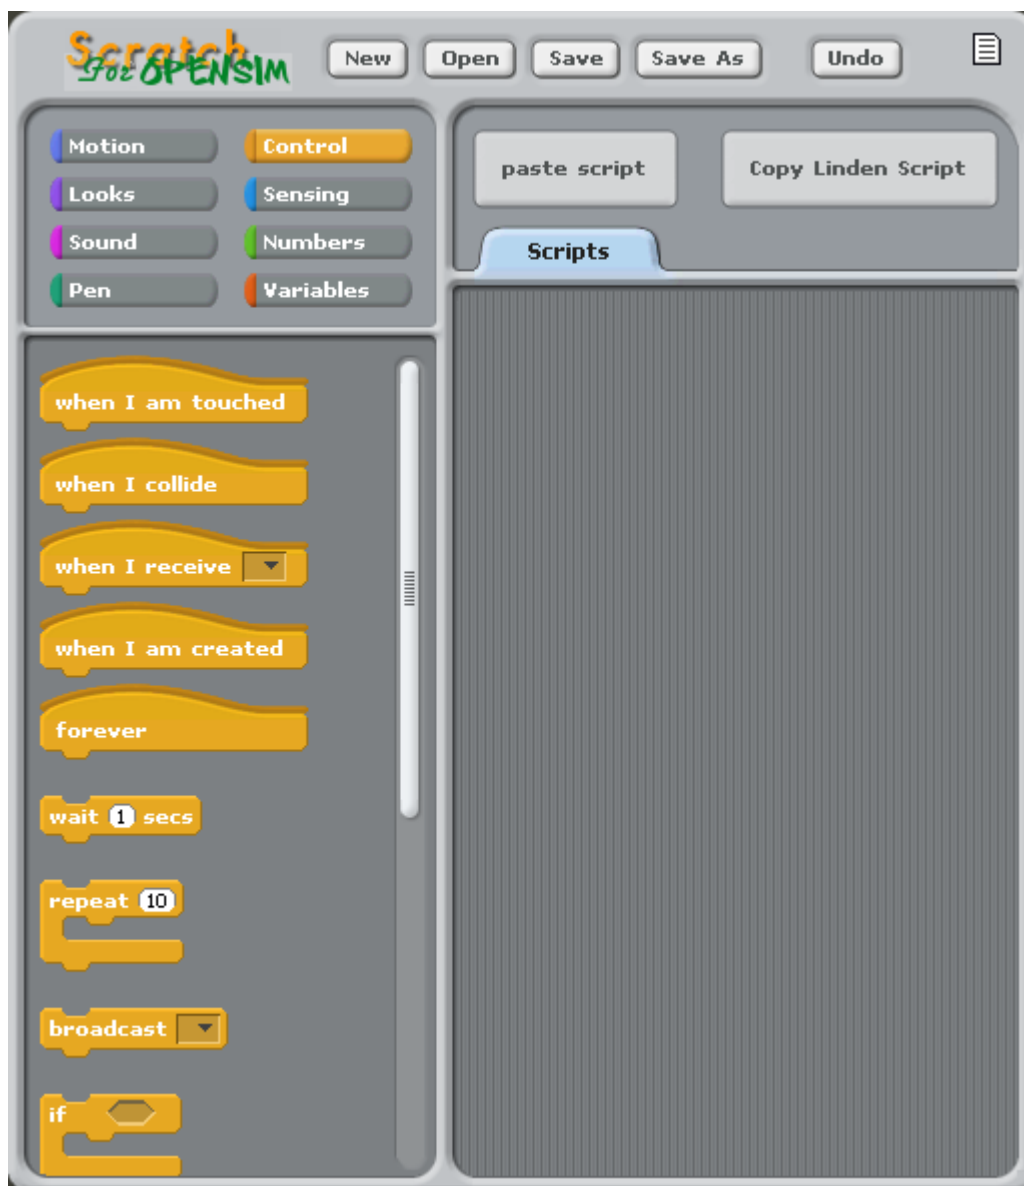 Scratch
For OPENSIM
New Open Save Save As Undo
Motion Control
Looks Sensing
Sound Numbers
Pen Variables
paste script Copy Linden Script
Scripts
when I am touched
when I collide
when I receive
when I am created
forever
wait 1 secs
repeat 10
broadcast
if